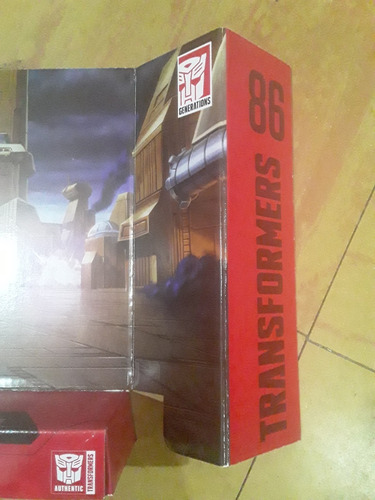 GENERATIONS
86
TRANSFORMERS
AUTHENTIC
TRANSFORMERS